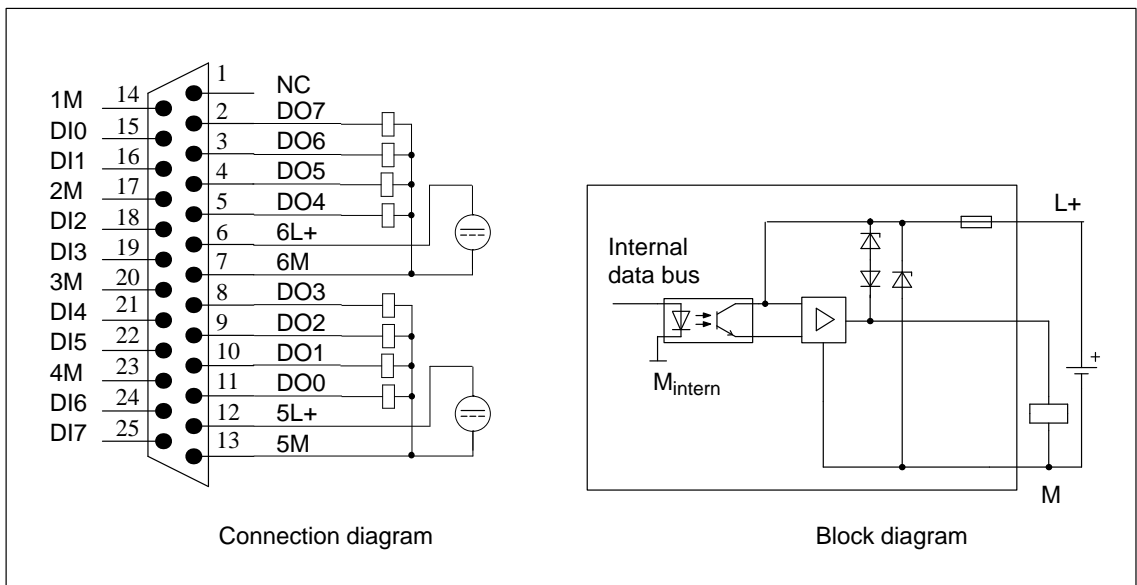 1 NC
1M 14
2 DO7
DI0 15
3 DO6
DI1 16
4 DO5
2M 17
5 DO4
DI2 18
6 6L+
DI3 19
7 6M
3M 20
8 DO3
DI4 21
9 DO2
DI5 22
10 DO1
4M 23
11 DO0
DI6 24
12 5L+
DI7 25
13 5M
Connection diagram
L+
Internal
data bus
Mintern
+
M
Block diagram